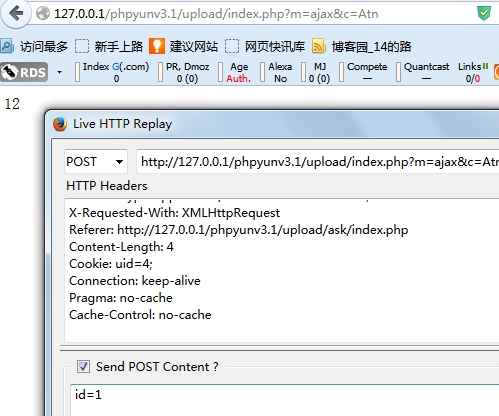 127.0.0.1/phpyunv3.1/upload/index.php?m=ajax&c=Atn
访问最多 新手上路 建议网站 网页快讯库 博客园_14的路
RDS Index G(.com) PR, Dmoz Age Alexa MJ Compete Quantcast Links
0 0 (0) Auth. No 0 (0) — — 0/0
12
Live HTTP Replay
POST http://127.0.0.1/phpyunv3.1/upload/index.php?m=ajax&c=Atn
HTTP Headers
X-Requested-With: XMLHttpRequest
Referer: http://127.0.0.1/phpyunv3.1/upload/ask/index.php
Content-Length: 4
Cookie: uid=4;
Connection: keep-alive
Pragma: no-cache
Cache-Control: no-cache
Send POST Content ?
id=1